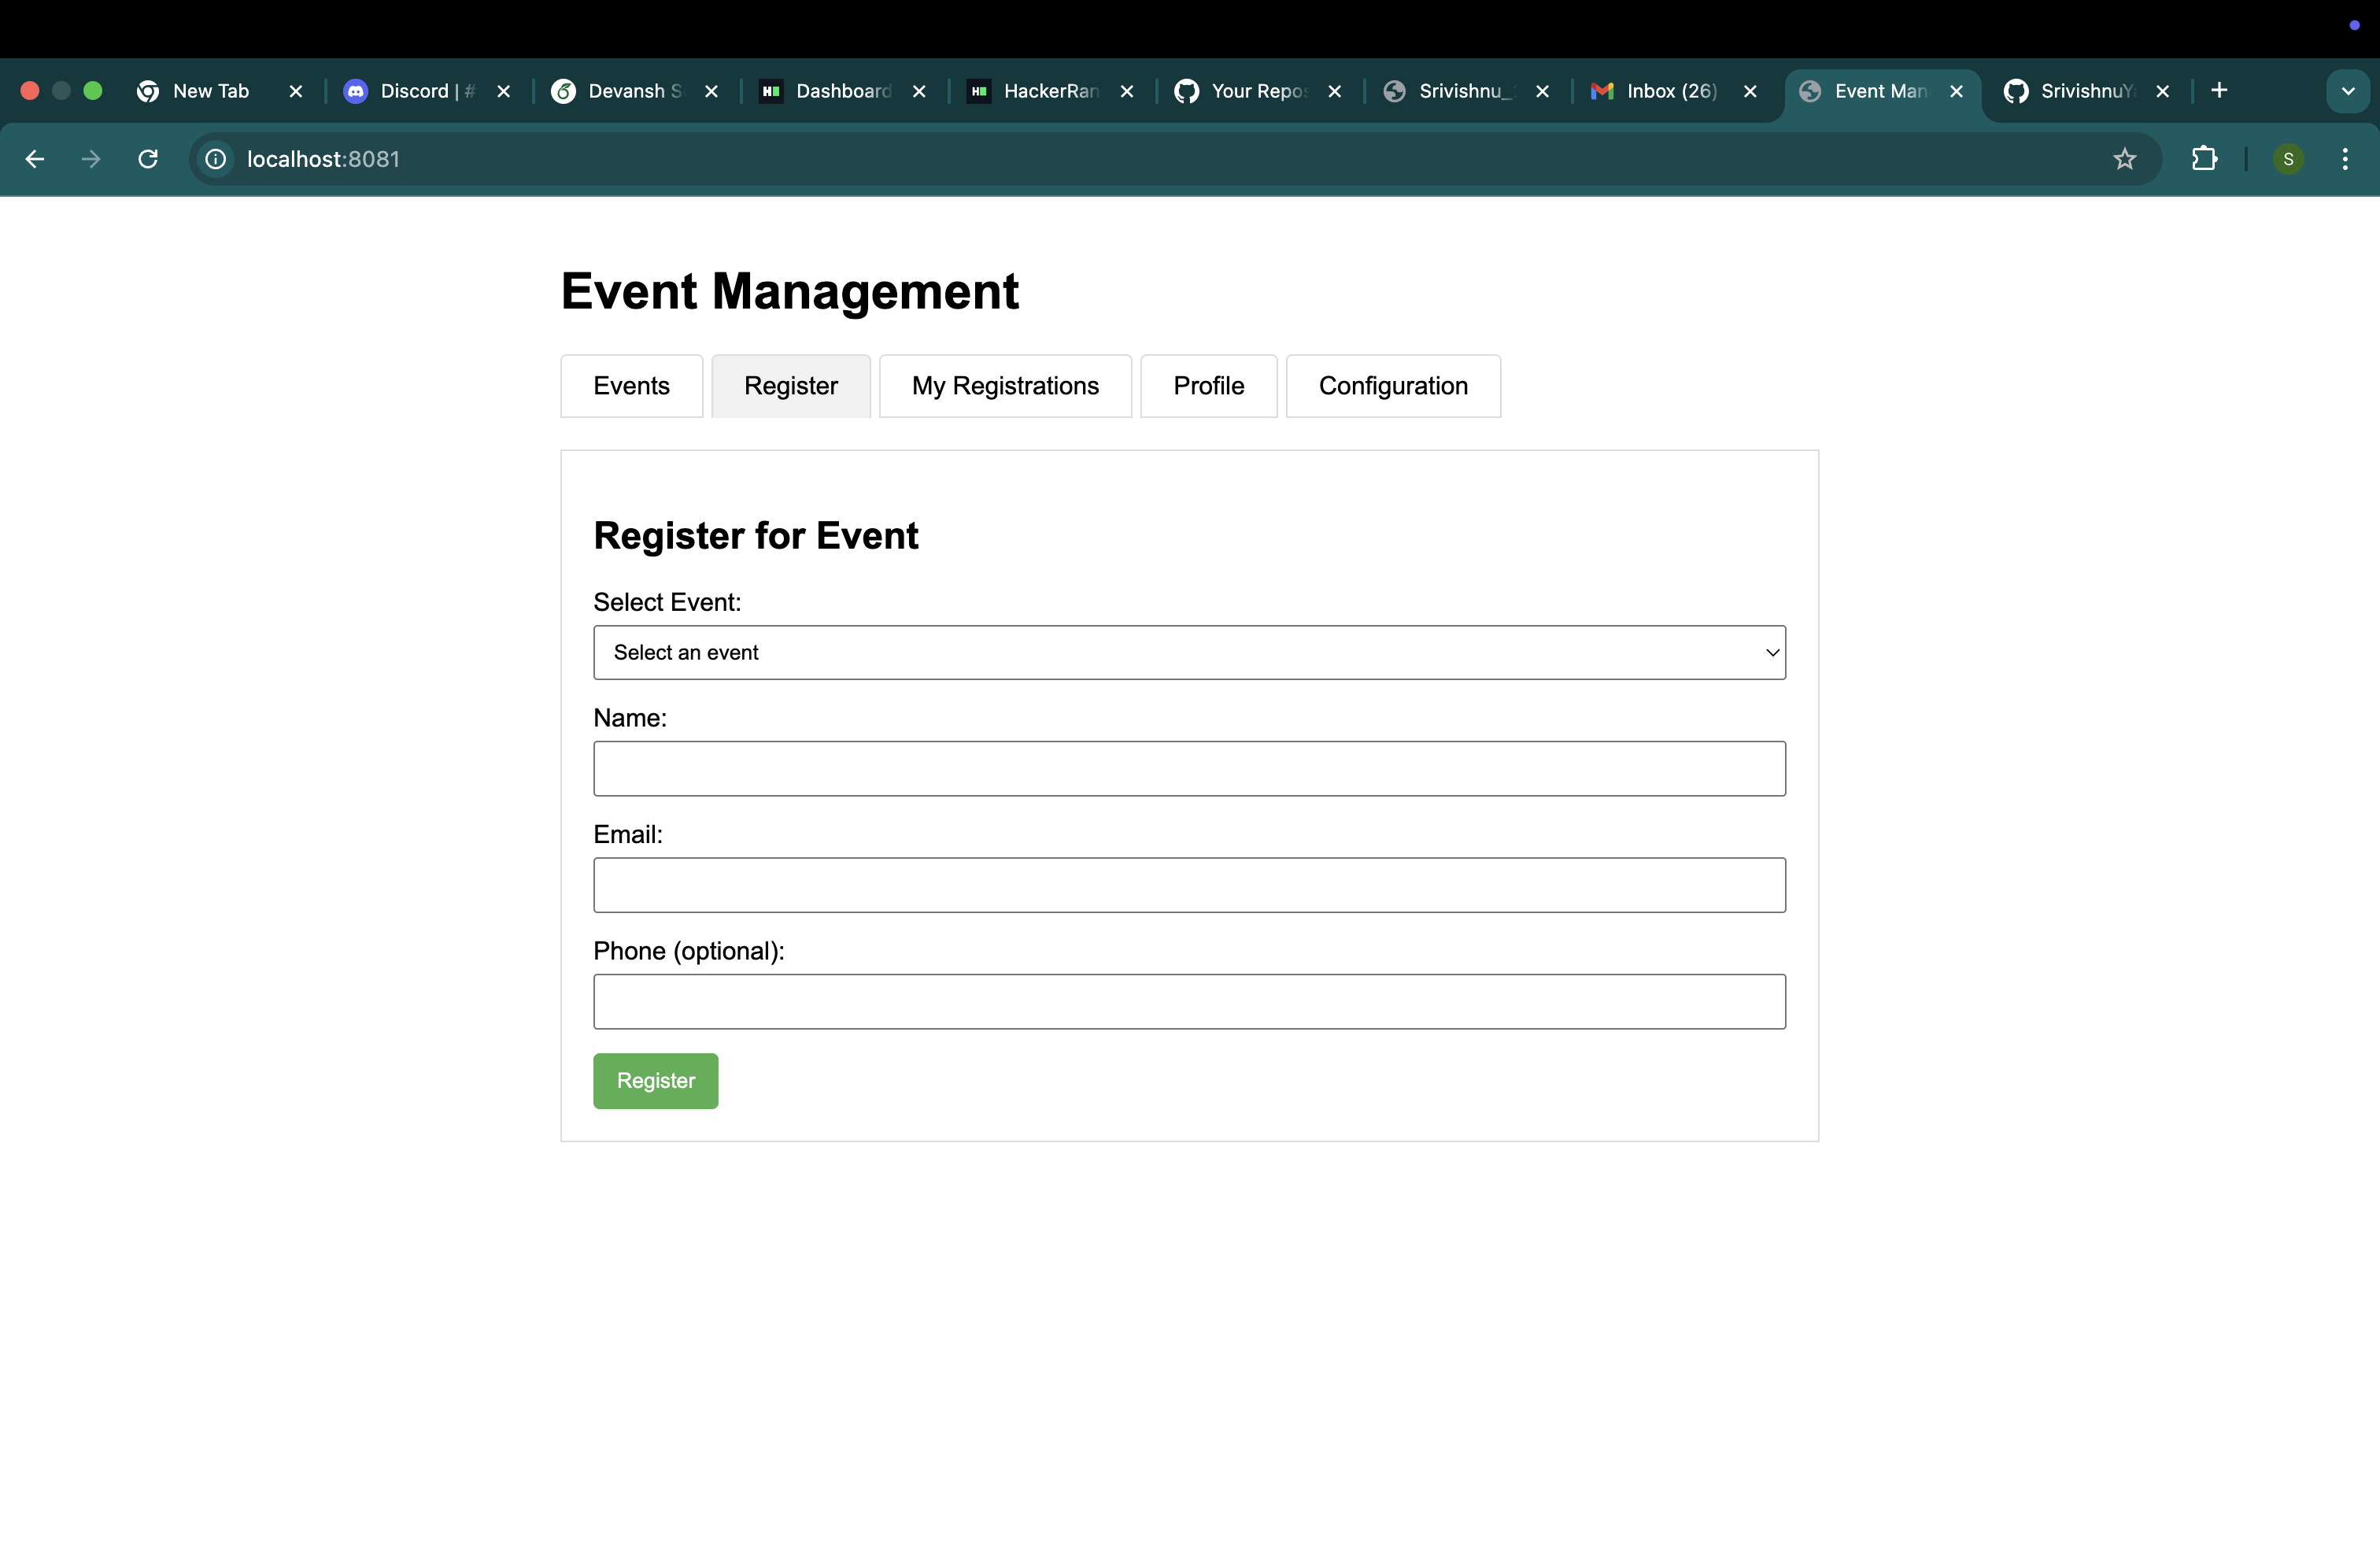 New Tab Discord | # Devansh S Dashboard HackerRan Your Repos Srivishnu_ Inbox (26) Event Man SrivishnuY
localhost:8081 S
Event Management
Events Register My Registrations Profile Configuration
Register for Event
Select Event:
Select an event
Name:
Email:
Phone (optional):
Register